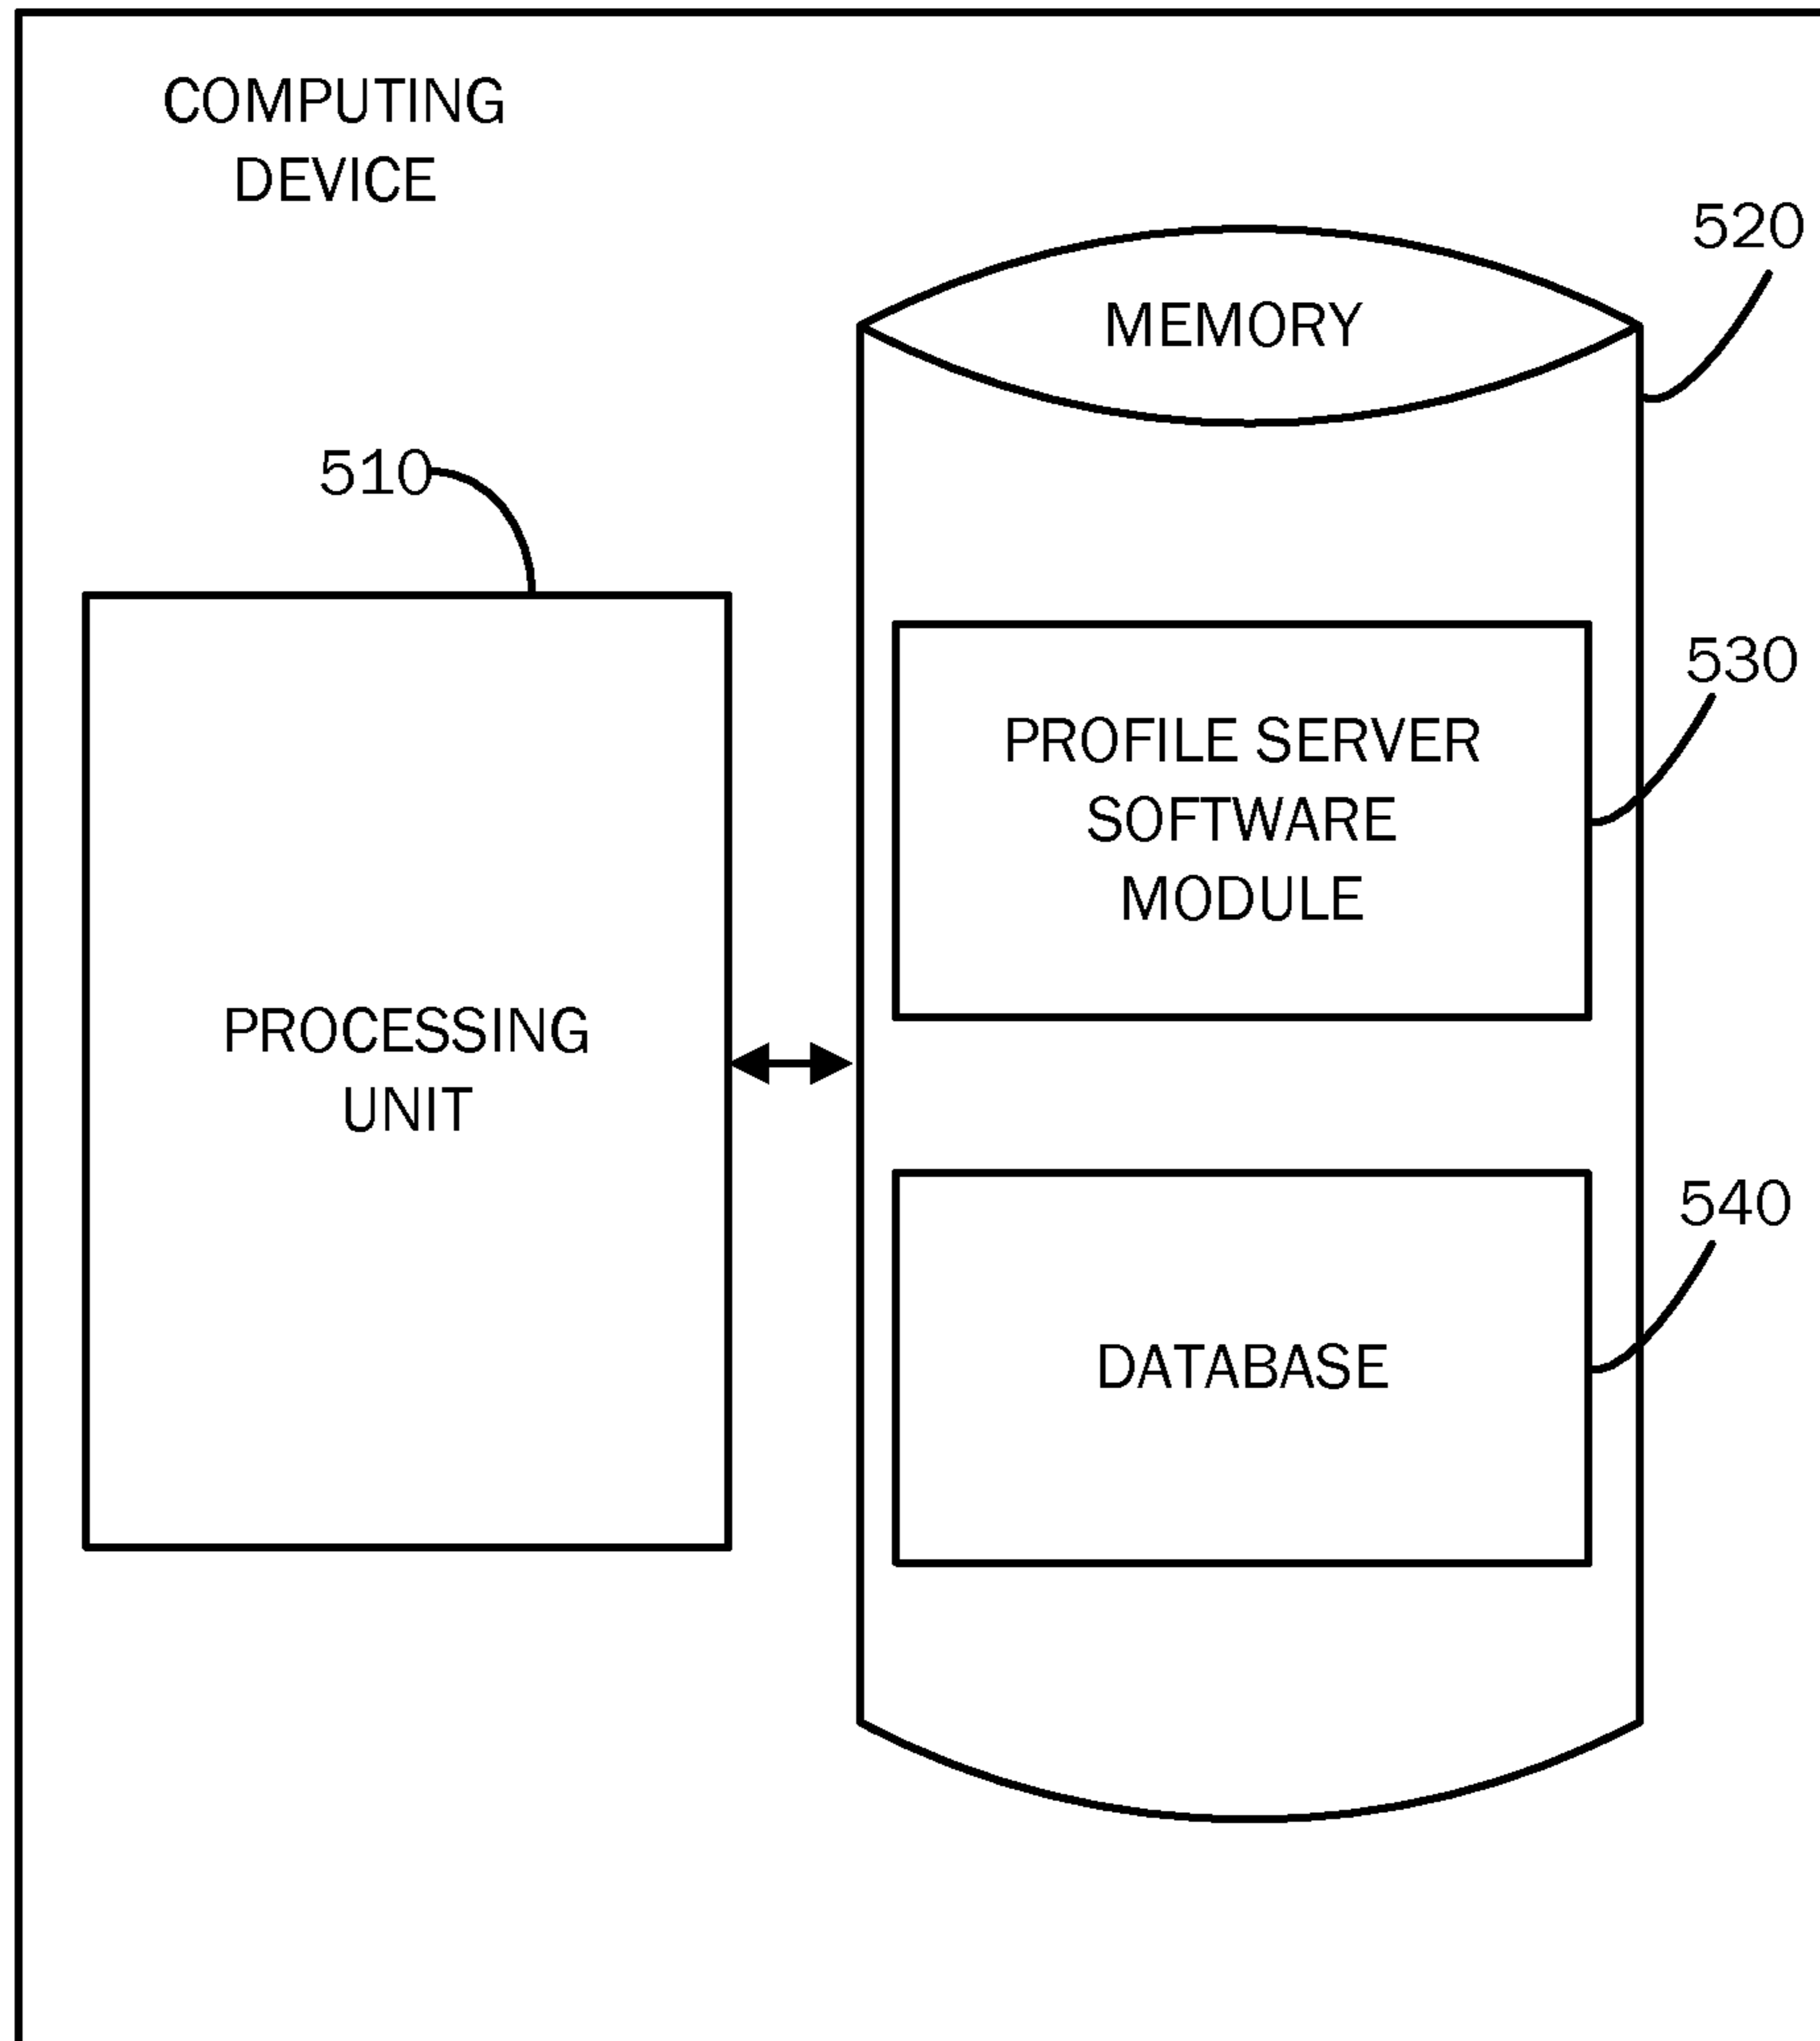 COMPUTING
DEVICE
520
MEMORY
510
530
PROFILE SERVER
SOFTWARE
MODULE
PROCESSING
UNIT
540
DATABASE